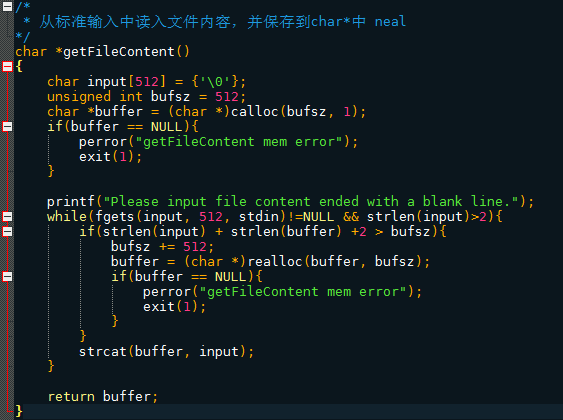 /*
 * 从标准输入中读入文件内容，并保存到char*中 neal
*/
char *getFileContent()
{
    char input[512] = {'\0'};
    unsigned int bufsz = 512;
    char *buffer = (char *)calloc(bufsz, 1);
    if(buffer == NULL){
        perror("getFileContent mem error");
        exit(1);
    }

    printf("Please input file content ended with a blank line.");
    while(fgets(input, 512, stdin)!=NULL && strlen(input)>2){
        if(strlen(input) + strlen(buffer) +2 > bufsz){
            bufsz += 512;
            buffer = (char *)realloc(buffer, bufsz);
            if(buffer == NULL){
                perror("getFileContent mem error");
                exit(1);
            }
        }
        strcat(buffer, input);
    }

    return buffer;
}